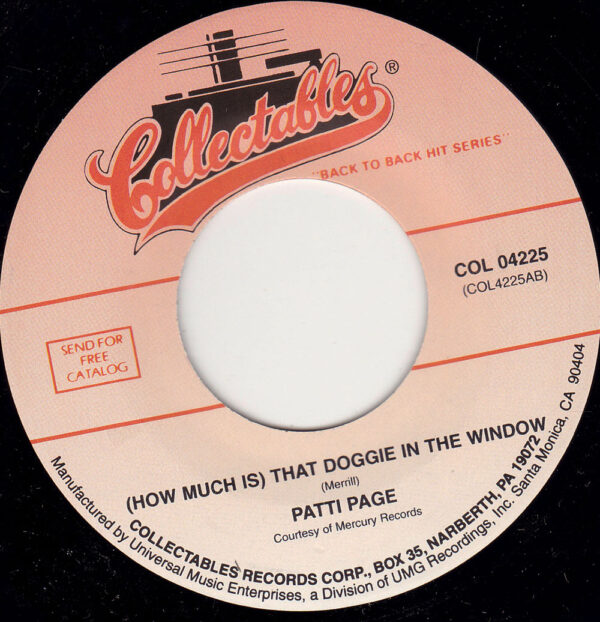 Collectables®
"BACK TO BACK HIT SERIES"
COL 04225
(COL4225AB)
SEND FOR
FREE
CATALOG
(HOW MUCH IS) THAT DOGGIE IN THE WINDOW
(Merrill)
PATTI PAGE
Courtesy of Mercury Records
COLLECTABLES RECORDS CORP., BOX 35, NARBERTH, PA 19072
Manufactured by Universal Music Enterprises, a Division of UMG Recordings, Inc. Santa Monica, CA 90404